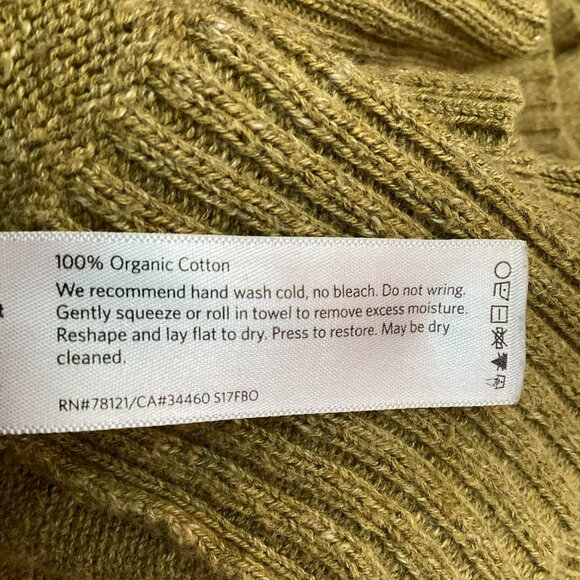 100% Organic Cotton
We recommend hand wash cold, no bleach. Do not wring.
Gently squeeze or roll in towel to remove excess moisture.
Reshape and lay flat to dry. Press to restore. May be dry
cleaned.
RN#78121/CA#34460 S17FBO